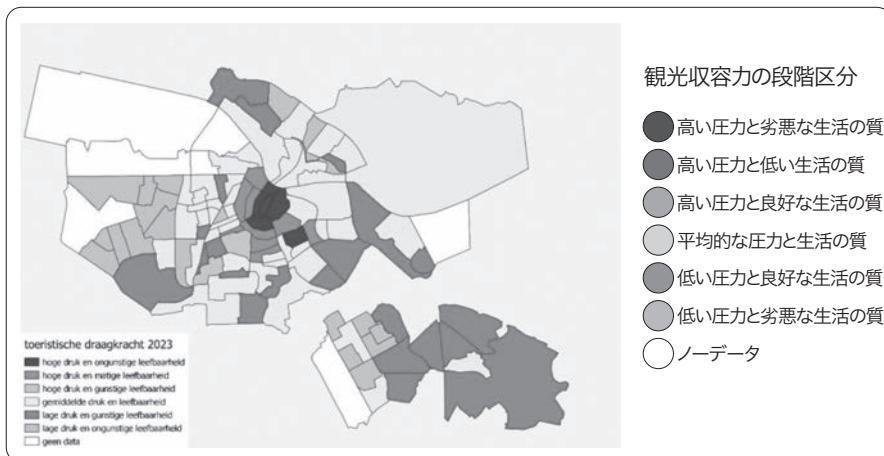 観光収容力の段階区分
高い圧力と劣悪な生活の質
高い圧力と低い生活の質
高い圧力と良好な生活の質
平均的な圧力と生活の質
低い圧力と良好な生活の質
低い圧力と劣悪な生活の質
ノーデータ
toeristische draagkracht 2023
hoge druk en ongunstige leefbaarheid
hoge druk en matige leefbaarheid
hoge druk en gunstige leefbaarheid
gemiddelde druk en leefbaarheid
lage druk en gunstige leefbaarheid
lage druk en ongunstige leefbaarheid
geen data